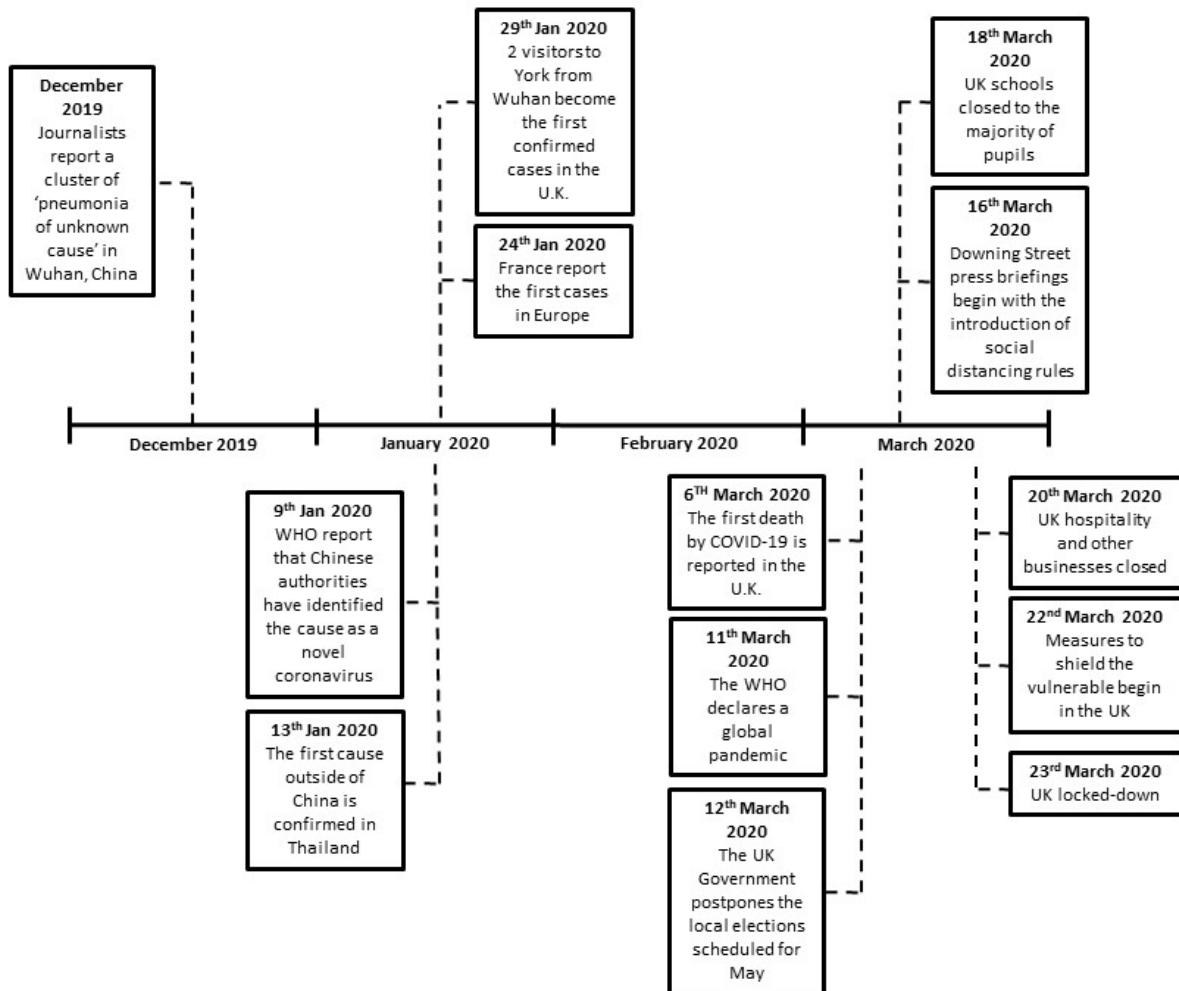 December
2019
Journalists
report a
cluster of
‘pneumonia
of unknown
cause’ in
Wuhan, China
29th Jan 2020
2 visitors to
York from
Wuhan become
the first
confirmed
cases in the
U.K.
24th Jan 2020
France report
the first cases
in Europe
18th March
2020
UK schools
closed to the
majority of
pupils
16th March
2020
Downing Street
press briefings
begin with the
introduction of
social
distancing rules
December 2019
January 2020
February 2020
March 2020
9th Jan 2020
WHO report
that Chinese
authorities
have identified
the cause as a
novel
coronavirus
13th Jan 2020
The first cause
outside of
China is
confirmed in
Thailand
6TH March 2020
The first death
by COVID-19 is
reported in the
U.K.
11th March
2020
The WHO
declares a
global
pandemic
12th March
2020
The UK
Government
postpones the
local elections
scheduled for
May
20th March 2020
UK hospitality
and other
businesses closed
22nd March 2020
Measures to
shield the
vulnerable begin
in the UK
23rd March 2020
UK locked-down